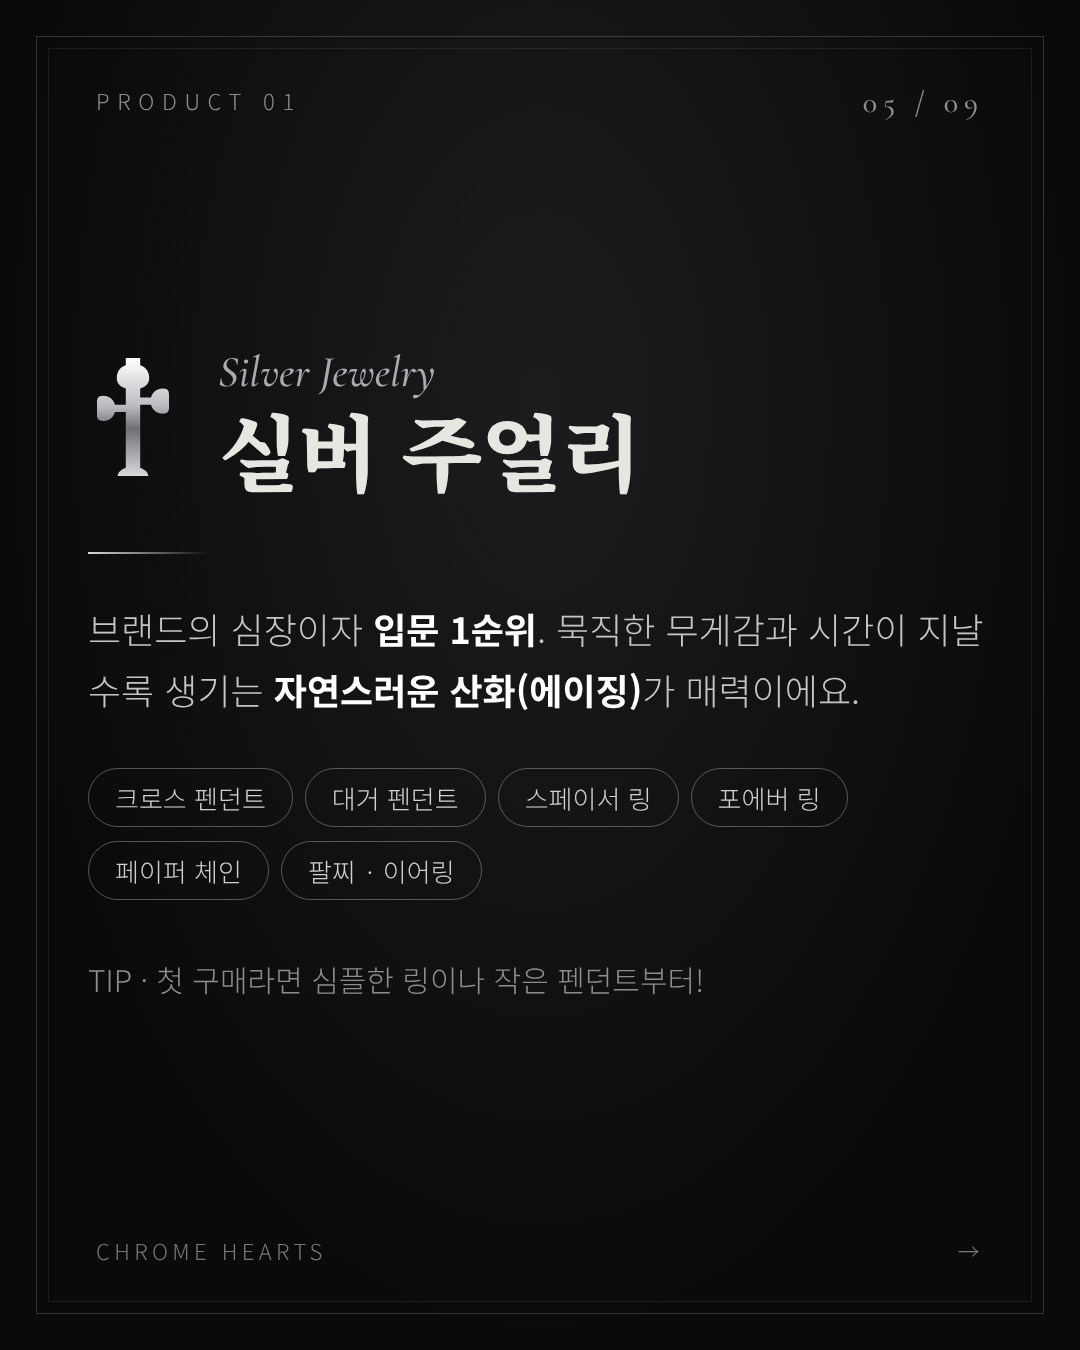 PRODUCT 01
05 / 09
Silver Jewelry
실버 주얼리
브랜드의 심장이자 입문 1순위. 묵직한 무게감과 시간이 지날
수록 생기는 자연스러운 산화(에이징)가 매력이에요.
크로스 펜던트 대거 펜던트 스페이서 링 포에버 링
페이퍼 체인 팔찌 · 이어링
TIP · 첫 구매라면 심플한 링이나 작은 펜던트부터!
CHROME HEARTS →